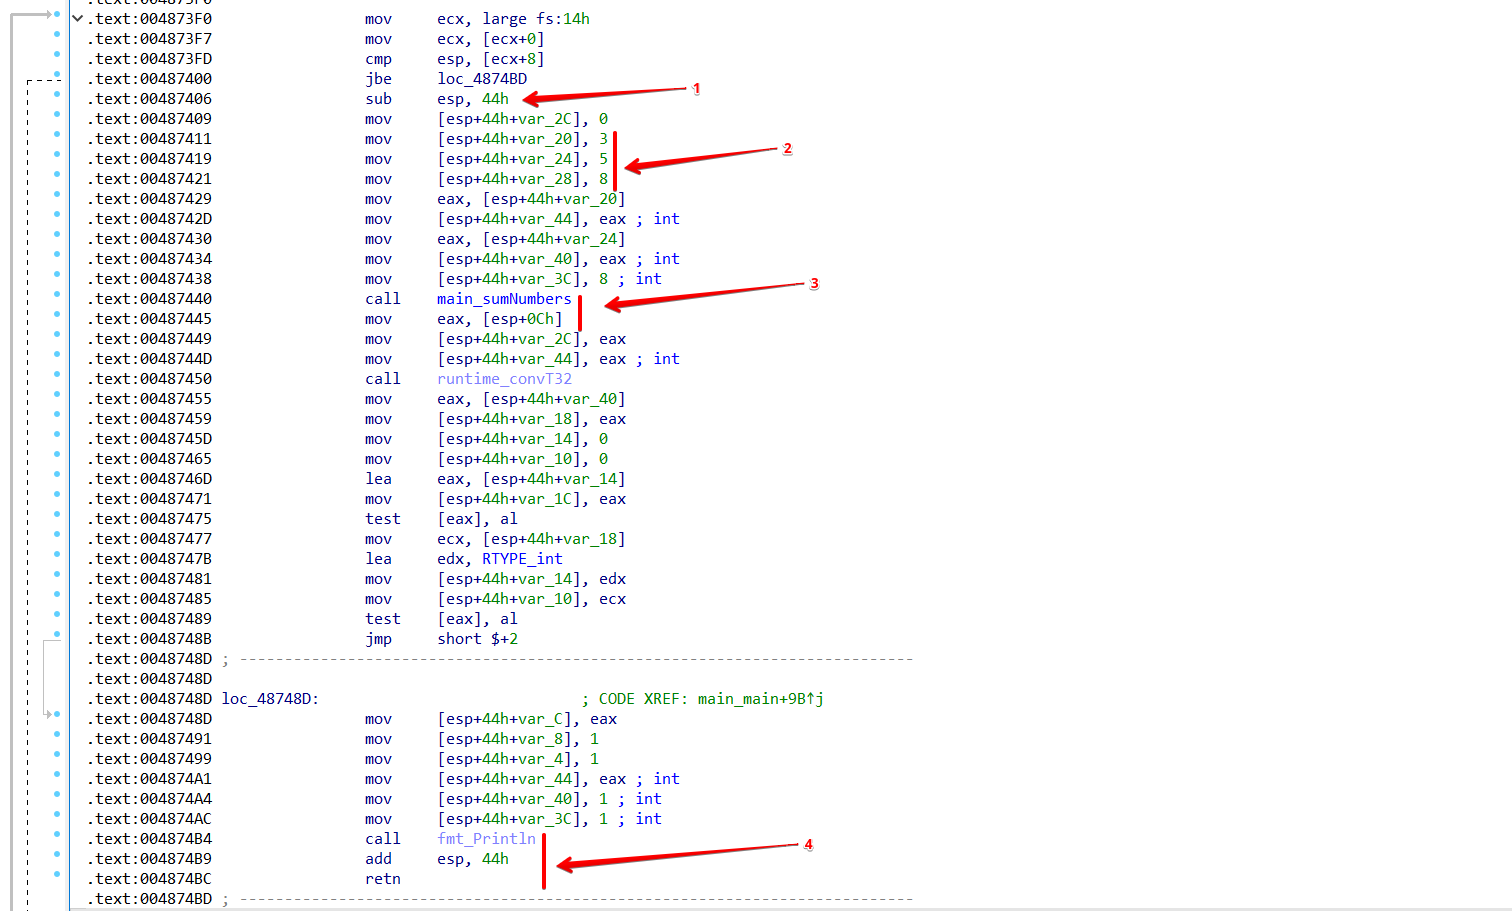 .text:004873F0
.text:004873F0 mov ecx, large fs:14h
.text:004873F7 mov ecx, [ecx+0]
.text:004873FD cmp esp, [ecx+8]
.text:00487400 jbe loc_4874BD
.text:00487406 sub esp, 44h 1
.text:00487409 mov [esp+44h+var_2C], 0
.text:00487411 mov [esp+44h+var_20], 3 2
.text:00487419 mov [esp+44h+var_24], 5
.text:00487421 mov [esp+44h+var_28], 8
.text:00487429 mov eax, [esp+44h+var_20]
.text:0048742D mov [esp+44h+var_44], eax ; int
.text:00487430 mov eax, [esp+44h+var_24]
.text:00487434 mov [esp+44h+var_40], eax ; int
.text:00487438 mov [esp+44h+var_3C], 8 ; int 3
.text:00487440 call main_sumNumbers
.text:00487445 mov eax, [esp+0Ch]
.text:00487449 mov [esp+44h+var_2C], eax
.text:0048744D mov [esp+44h+var_44], eax ; int
.text:00487450 call runtime_convT32
.text:00487455 mov eax, [esp+44h+var_40]
.text:00487459 mov [esp+44h+var_18], eax
.text:0048745D mov [esp+44h+var_14], 0
.text:00487465 mov [esp+44h+var_10], 0
.text:0048746D lea eax, [esp+44h+var_14]
.text:00487471 mov [esp+44h+var_1C], eax
.text:00487475 test [eax], al
.text:00487477 mov ecx, [esp+44h+var_18]
.text:0048747B lea edx, RTYPE_int
.text:00487481 mov [esp+44h+var_14], edx
.text:00487485 mov [esp+44h+var_10], ecx
.text:00487489 test [eax], al
.text:0048748B jmp short $+2
.text:0048748D ; ---------------------------------------------------------------------------
.text:0048748D
.text:0048748D loc_48748D: ; CODE XREF: main_main+9B↑j
.text:0048748D mov [esp+44h+var_C], eax
.text:00487491 mov [esp+44h+var_8], 1
.text:00487499 mov [esp+44h+var_4], 1
.text:004874A1 mov [esp+44h+var_44], eax ; int
.text:004874A4 mov [esp+44h+var_40], 1 ; int
.text:004874AC mov [esp+44h+var_3C], 1 ; int
.text:004874B4 call fmt_Println 4
.text:004874B9 add esp, 44h
.text:004874BC retn
.text:004874BD ; ---------------------------------------------------------------------------